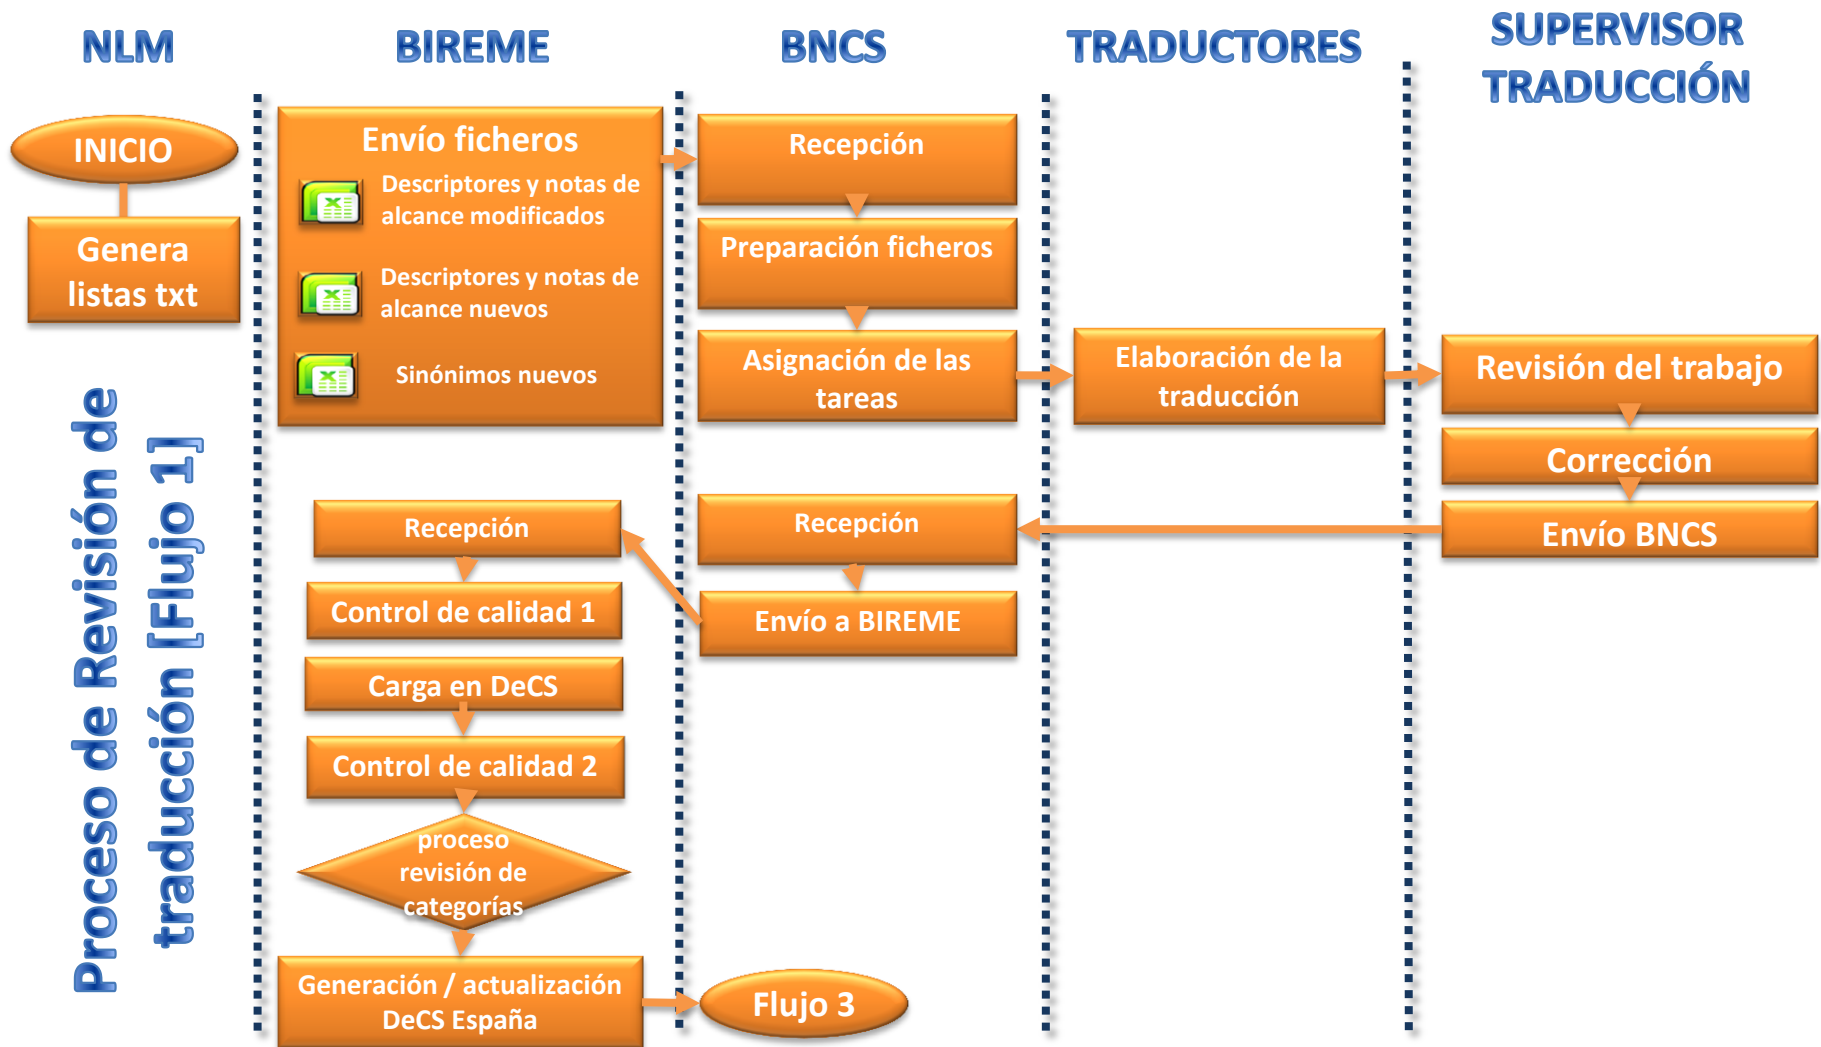 NLM
BIREME
BNCS
TRADUCTORES
SUPERVISOR
TRADUCCIÓN
INICIO
Genera
listas txt
Envío ficheros
Descriptores y notas de
alcance modificados
Descriptores y notas de
alcance nuevos
Sinónimos nuevos
Recepción
Preparación ficheros
Asignación de las
tareas
Elaboración de la
traducción
Revisión del trabajo
Corrección
Envío BNCS
Recepción
Envío a BIREME
Recepción
Control de calidad 1
Carga en DeCS
Control de calidad 2
proceso
revisión de
categorías
Generación / actualización
DeCS España
Flujo 3
Proceso de Revisión de
traducción [Flujo 1]